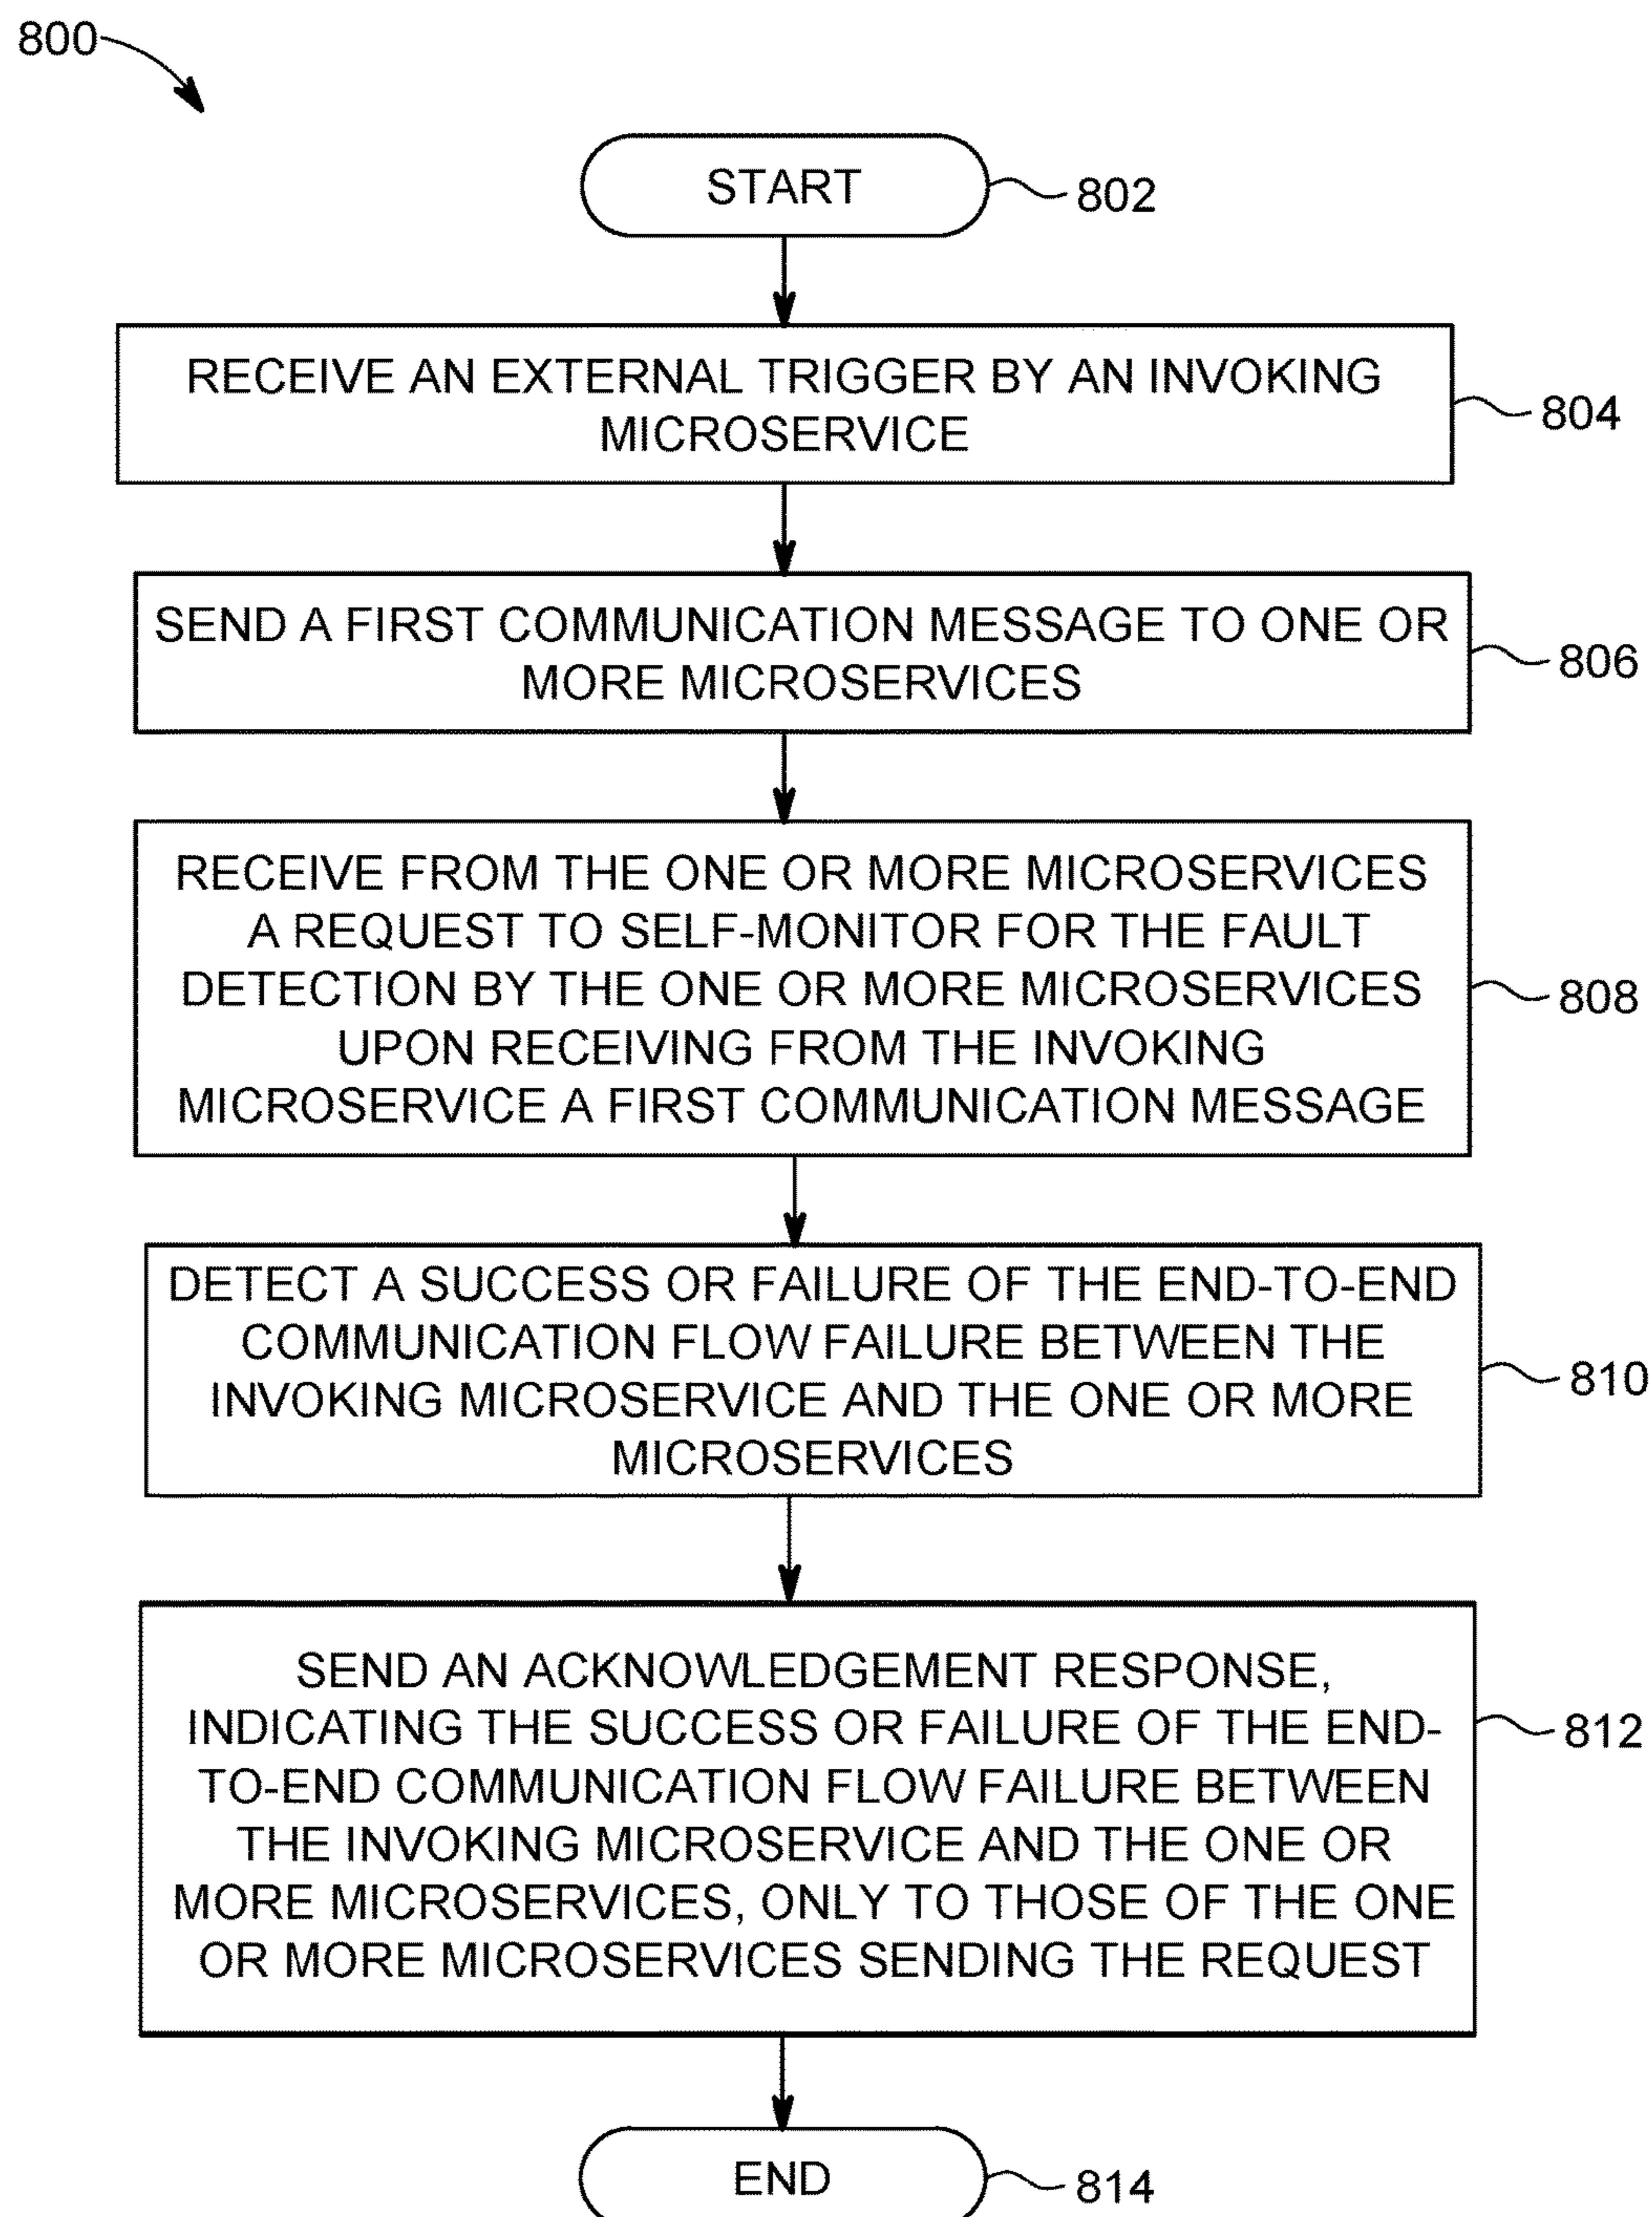 800
START
802
RECEIVE AN EXTERNAL TRIGGER BY AN INVOKING
MICROSERVICE
804
SEND A FIRST COMMUNICATION MESSAGE TO ONE OR
MORE MICROSERVICES
806
RECEIVE FROM THE ONE OR MORE MICROSERVICES
A REQUEST TO SELF-MONITOR FOR THE FAULT
DETECTION BY THE ONE OR MORE MICROSERVICES
UPON RECEIVING FROM THE INVOKING
MICROSERVICE A FIRST COMMUNICATION MESSAGE
808
DETECT A SUCCESS OR FAILURE OF THE END-TO-END
COMMUNICATION FLOW FAILURE BETWEEN THE
INVOKING MICROSERVICE AND THE ONE OR MORE
MICROSERVICES
810
SEND AN ACKNOWLEDGEMENT RESPONSE,
INDICATING THE SUCCESS OR FAILURE OF THE END-
TO-END COMMUNICATION FLOW FAILURE BETWEEN
THE INVOKING MICROSERVICE AND THE ONE OR
MORE MICROSERVICES, ONLY TO THOSE OF THE ONE
OR MORE MICROSERVICES SENDING THE REQUEST
812
END
814